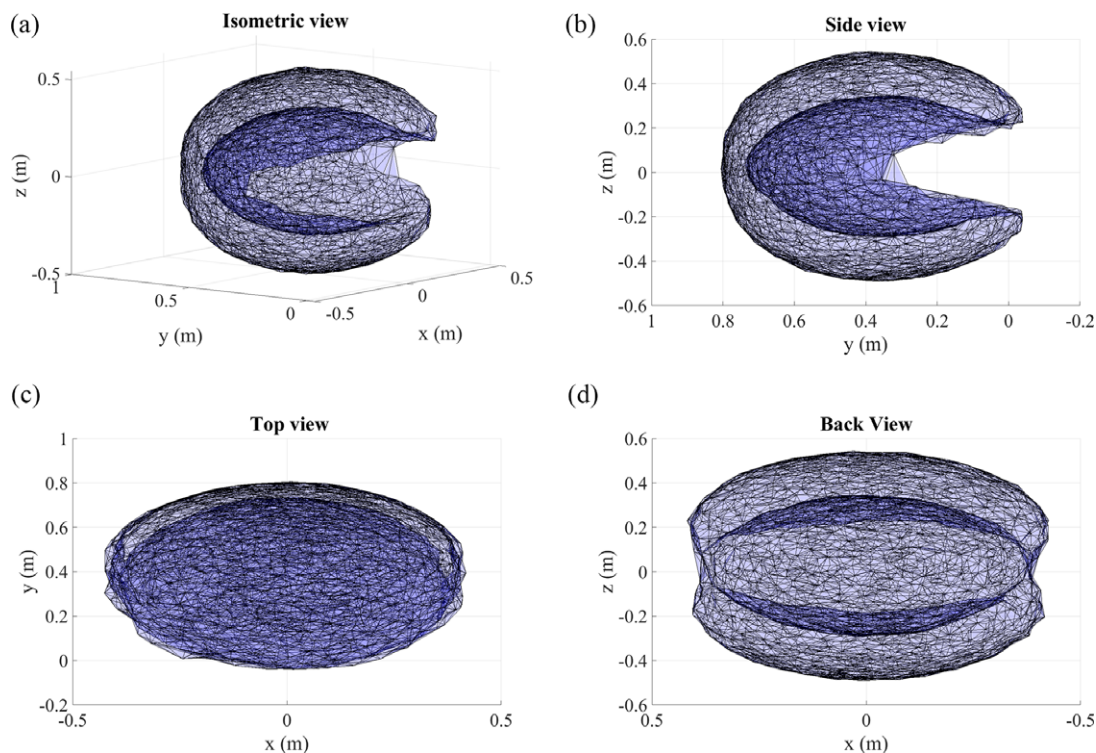 (a)
Isometric view
0.5
0
-0.5
z (m)
1
0.5
0
y (m)
-0.5
0
0.5
x (m)
(b)
Side view
0.6
0.4
0.2
0
-0.2
-0.4
-0.6
z (m)
1 0.8 0.6 0.4 0.2 0 -0.2
y (m)
(c)
Top view
1
0.8
0.6
0.4
0.2
0
-0.2
y (m)
-0.5 0 0.5
x (m)
(d)
Back View
0.6
0.4
0.2
0
-0.2
-0.4
-0.6
z (m)
0.5 0 -0.5
x (m)